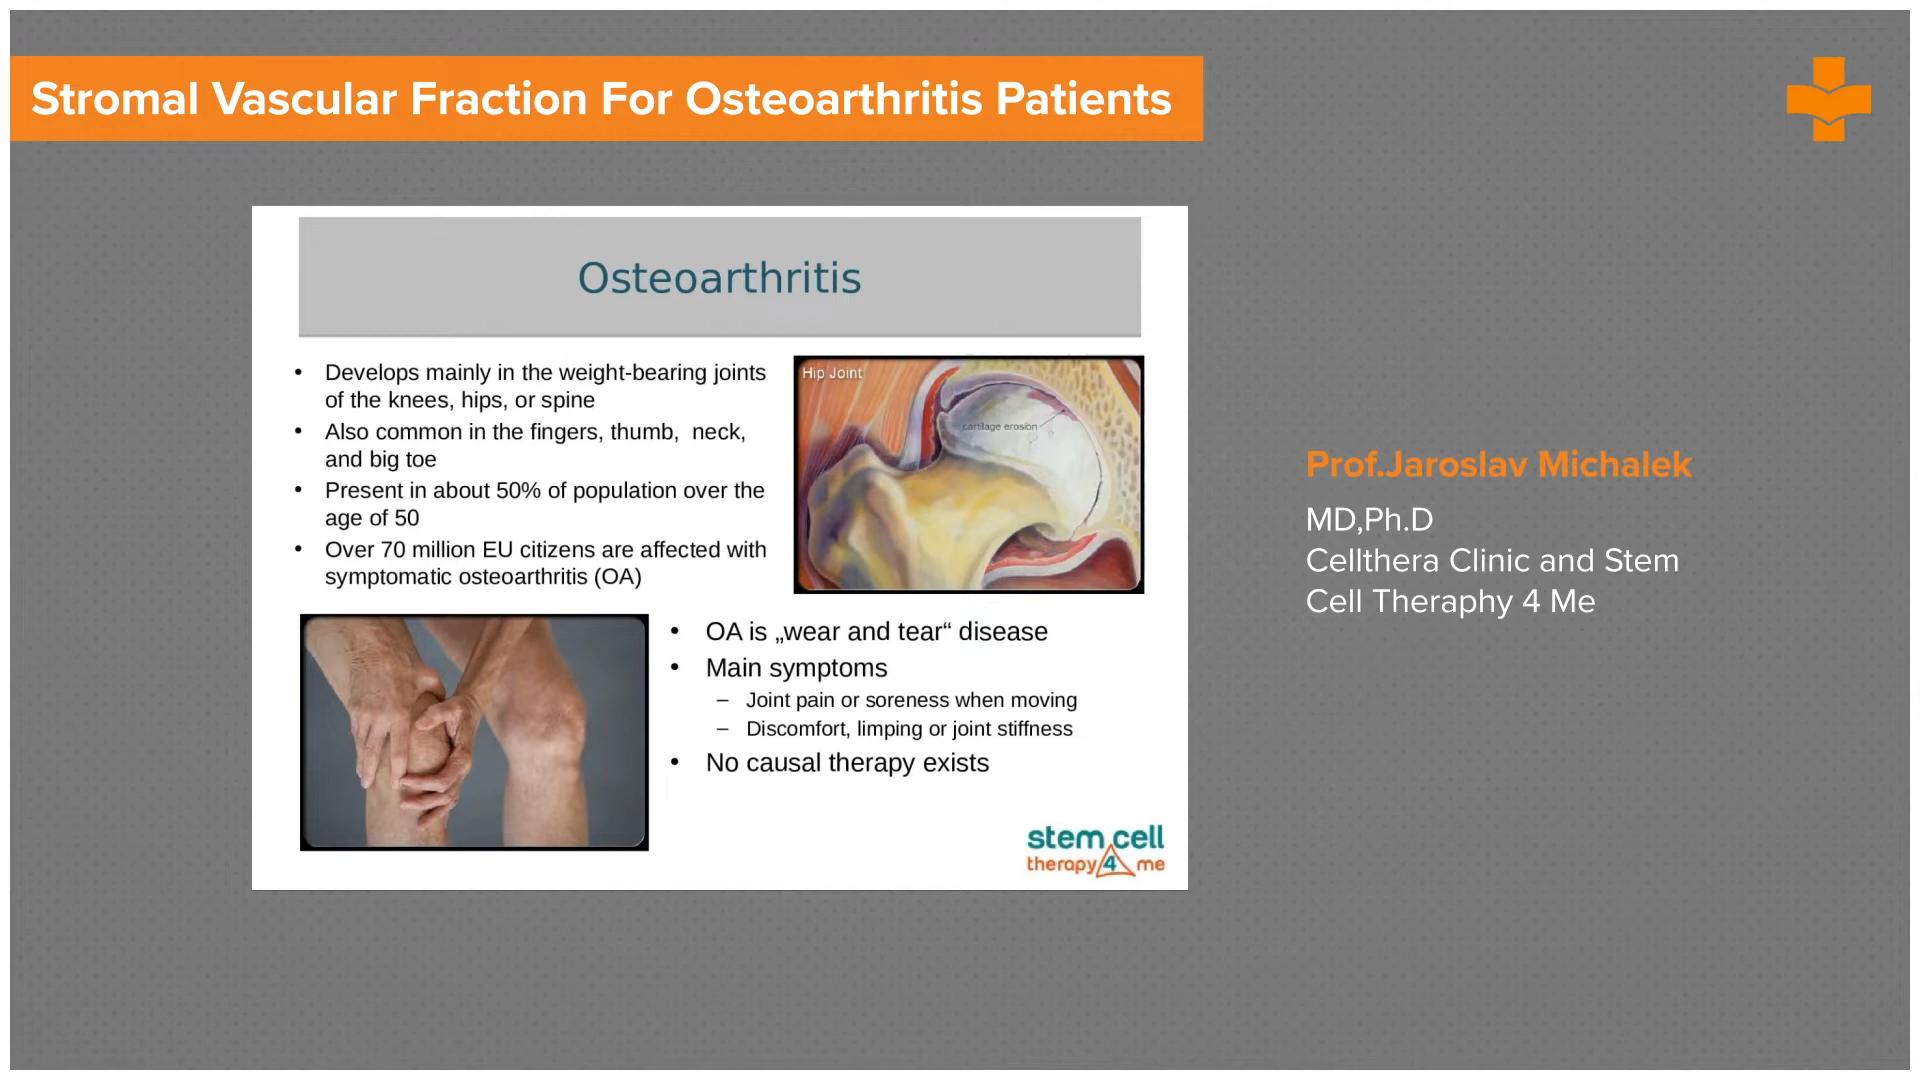 Stromal Vascular Fraction For Osteoarthritis Patients
Osteoarthritis
• Develops mainly in the weight-bearing joints
of the knees, hips, or spine
• Also common in the fingers, thumb,  neck,
and big toe
• Present in about 50% of population over the
age of 50
• Over 70 million EU citizens are affected with
symptomatic osteoarthritis (OA)
Hip Joint
cartilage erosion
• OA is „wear and tear“ disease
• Main symptoms
– Joint pain or soreness when moving
– Discomfort, limping or joint stiffness
• No causal therapy exists
stem cell
therapy 4 me
Prof.Jaroslav Michalek
MD,Ph.D
Cellthera Clinic and Stem
Cell Theraphy 4 Me